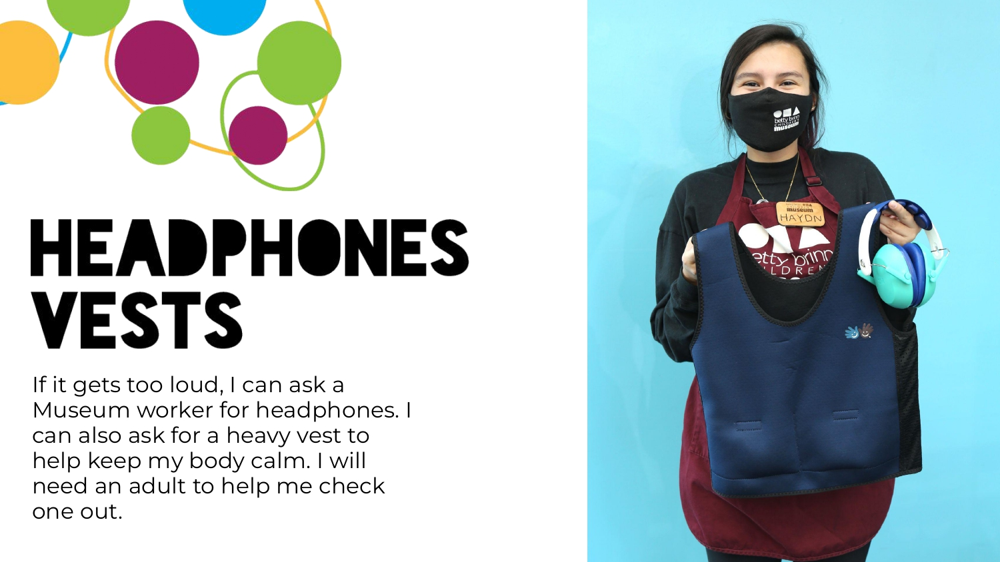 HEADPHONES
VESTS
If it gets too loud, I can ask a
Museum worker for headphones. I
can also ask for a heavy vest to
help keep my body calm. I will
need an adult to help me check
one out.
betty brinn
CHILDREN'S
museum
museum
HAYDN
etty brinn
ILDREN